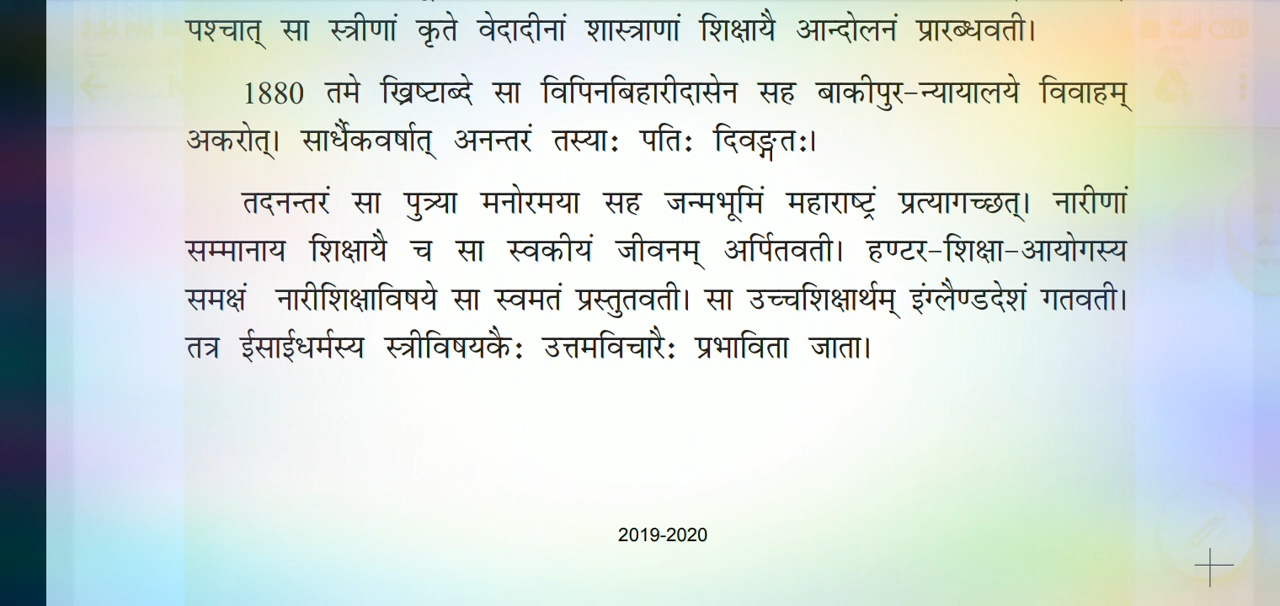 पश्चात् सा स्त्रीणां कृते वेदादीनां शास्त्राणां शिक्षायै आन्दोलनं प्रारब्धवती।
1880 तमे ख्रिष्टाब्दे सा विपिनबिहारीदासेन सह बाकीपुर-न्यायालये विवाहम्
अकरोत्। सार्धैकवर्षात् अनन्तरं तस्याः पतिः दिवङ्गतः।
तदनन्तरं सा पुत्र्या मनोरमया सह जन्मभूमिं महाराष्ट्रं प्रत्यागच्छत्। नारीणां
सम्मानाय शिक्षायै च सा स्वकीयं जीवनम् अर्पितवती। हण्टर-शिक्षा-आयोगस्य
समक्षं नारीशिक्षाविषये सा स्वमतं प्रस्तुतवती। सा उच्चशिक्षार्थम् इंग्लैण्डदेशं गतवती।
तत्र ईसाईधर्मस्य स्त्रीविषयकैः उत्तमविचारैः प्रभाविता जाता।
2019-2020